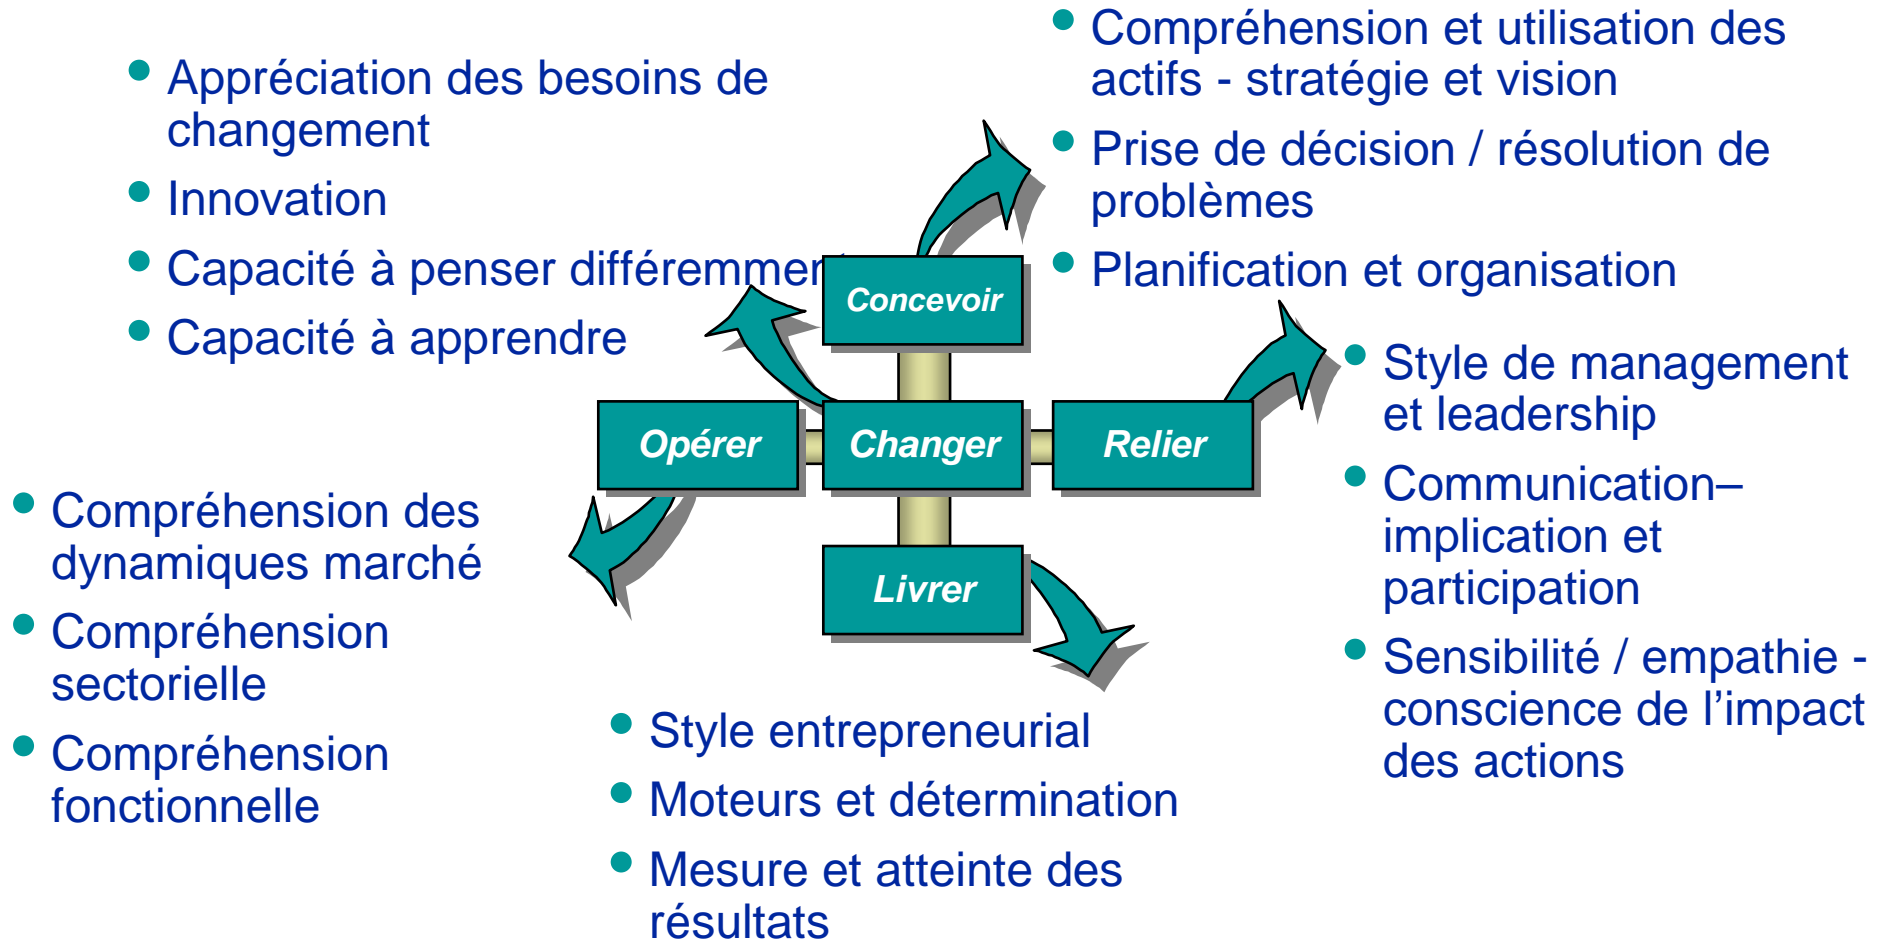 Appréciation des besoins de
changement
Innovation
Capacité à penser différemment
Capacité à apprendre
Compréhension et utilisation des
actifs - stratégie et vision
Prise de décision / résolution de
problèmes
Planification et organisation
Concevoir
Opérer
Changer
Relier
Livrer
Style de management
et leadership
Communication–
implication et
participation
Sensibilité / empathie -
conscience de l’impact
des actions
Compréhension des
dynamiques marché
Compréhension
sectorielle
Compréhension
fonctionnelle
Style entrepreneurial
Moteurs et détermination
Mesure et atteinte des
résultats